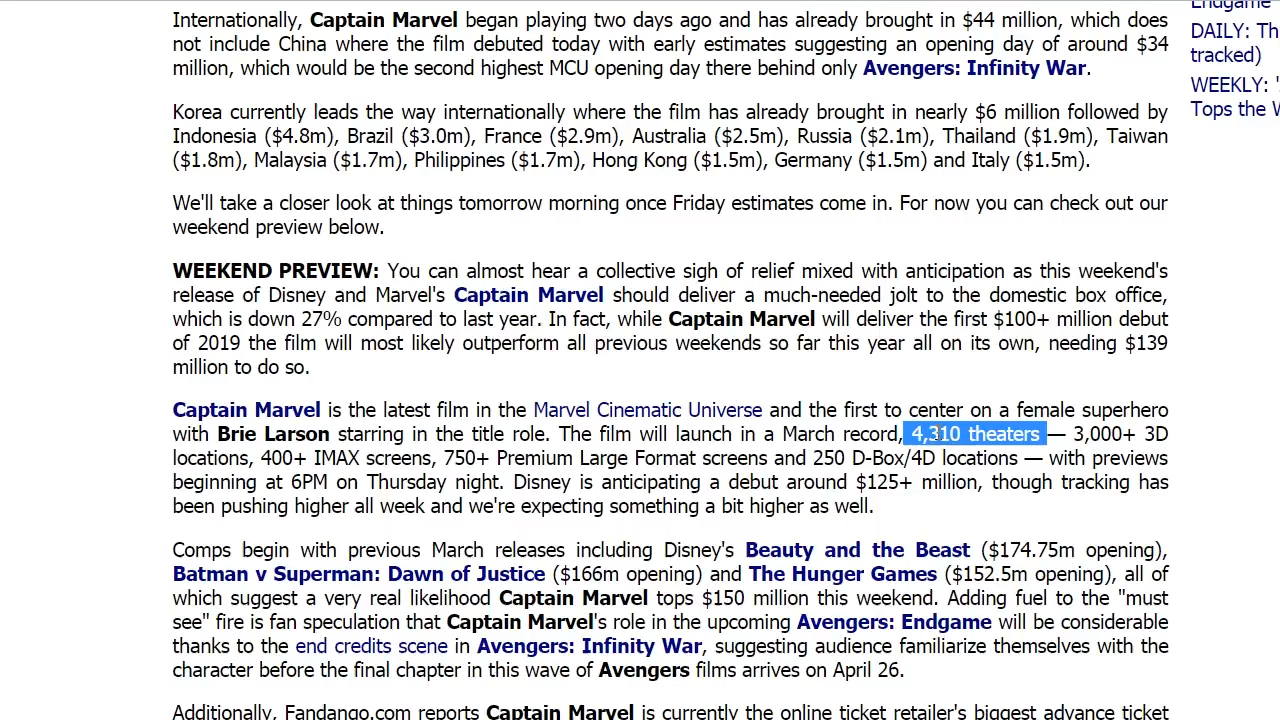 Internationally, Captain Marvel began playing two days ago and has already brought in $44 million, which does
not include China where the film debuted today with early estimates suggesting an opening day of around $34
million, which would be the second highest MCU opening day there behind only Avengers: Infinity War.
Korea currently leads the way internationally where the film has already brought in nearly $6 million followed by
Indonesia ($4.8m), Brazil ($3.0m), France ($2.9m), Australia ($2.5m), Russia ($2.1m), Thailand ($1.9m), Taiwan
($1.8m), Malaysia ($1.7m), Philippines ($1.7m), Hong Kong ($1.5m), Germany ($1.5m) and Italy ($1.5m).
We'll take a closer look at things tomorrow morning once Friday estimates come in. For now you can check out our
weekend preview below.
WEEKEND PREVIEW: You can almost hear a collective sigh of relief mixed with anticipation as this weekend's
release of Disney and Marvel's Captain Marvel should deliver a much-needed jolt to the domestic box office,
which is down 27% compared to last year. In fact, while Captain Marvel will deliver the first $100+ million debut
of 2019 the film will most likely outperform all previous weekends so far this year all on its own, needing $139
million to do so.
Captain Marvel is the latest film in the Marvel Cinematic Universe and the first to center on a female superhero
with Brie Larson starring in the title role. The film will launch in a March record, 4,310 theaters — 3,000+ 3D
locations, 400+ IMAX screens, 750+ Premium Large Format screens and 250 D-Box/4D locations — with previews
beginning at 6PM on Thursday night. Disney is anticipating a debut around $125+ million, though tracking has
been pushing higher all week and we're expecting something a bit higher as well.
Comps begin with previous March releases including Disney's Beauty and the Beast ($174.75m opening),
Batman v Superman: Dawn of Justice ($166m opening) and The Hunger Games ($152.5m opening), all of
which suggest a very real likelihood Captain Marvel tops $150 million this weekend. Adding fuel to the "must
see" fire is fan speculation that Captain Marvel's role in the upcoming Avengers: Endgame will be considerable
thanks to the end credits scene in Avengers: Infinity War, suggesting audience familiarize themselves with the
character before the final chapter in this wave of Avengers films arrives on April 26.
Additionally, Fandango.com reports Captain Marvel is currently the online ticket retailer's biggest advance ticket
Endgame
DAILY: Th
tracked)
WEEKLY: '
Tops the W